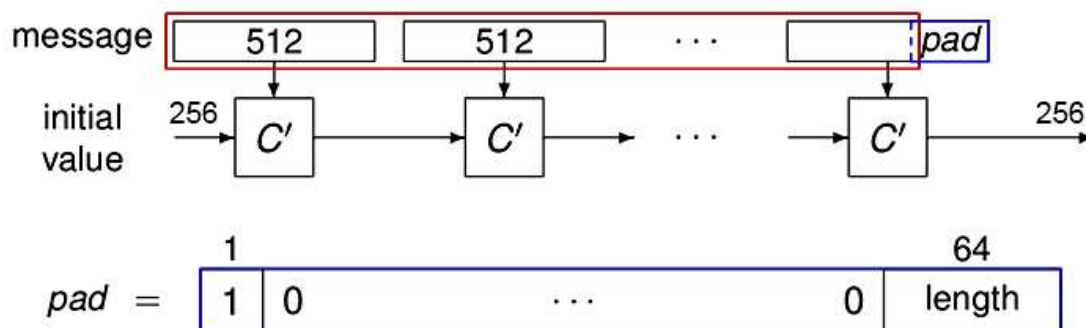 message 512 512 ... pad
initial value 256 C′ C′ ... C′ 256
1 64
pad = 1 0 ... 0 length